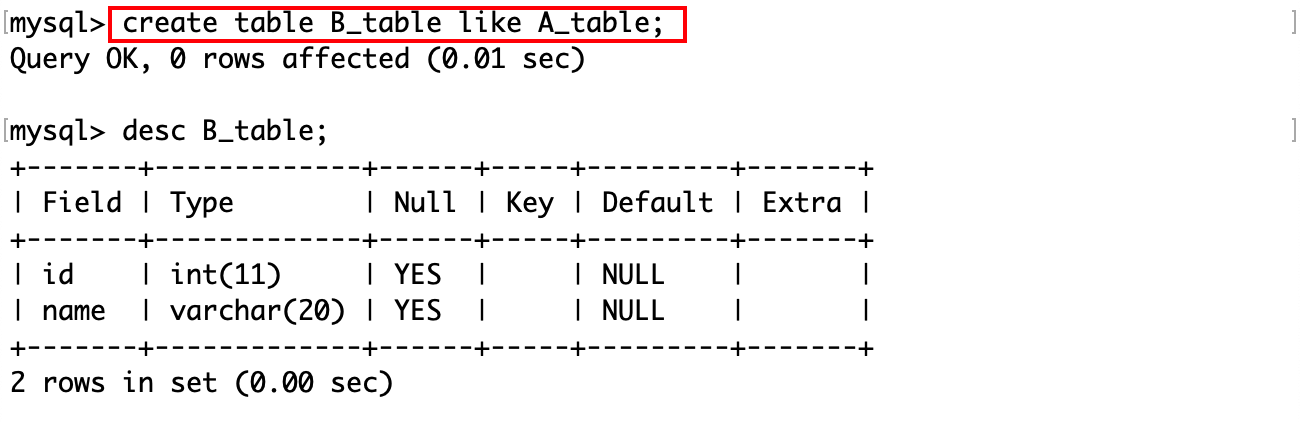 [mysql> create table B_table like A_table; ]
Query OK, 0 rows affected (0.01 sec)
[mysql> desc B_table; ]
+-------+-------------+------+-----+---------+-------+
| Field | Type        | Null | Key | Default | Extra |
+-------+-------------+------+-----+---------+-------+
| id    | int(11)     | YES  |     | NULL    |       |
| name  | varchar(20) | YES  |     | NULL    |       |
+-------+-------------+------+-----+---------+-------+
2 rows in set (0.00 sec)